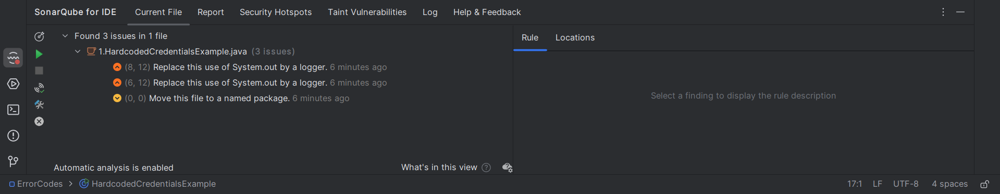 SonarQube for IDE Current File Report Security Hotspots Taint Vulnerabilities Log Help & Feedback
Found 3 issues in 1 file
1.HardcodedCredentialsExample.java (3 issues)
(8, 12) Replace this use of System.out by a logger. 6 minutes ago
(6, 12) Replace this use of System.out by a logger. 6 minutes ago
(0, 0) Move this file to a named package. 6 minutes ago
Rule Locations
Select a finding to display the rule description
Automatic analysis is enabled
What's in this view
ErrorCodes HardcodedCredentialsExample
17:1 LF UTF-8 4 spaces